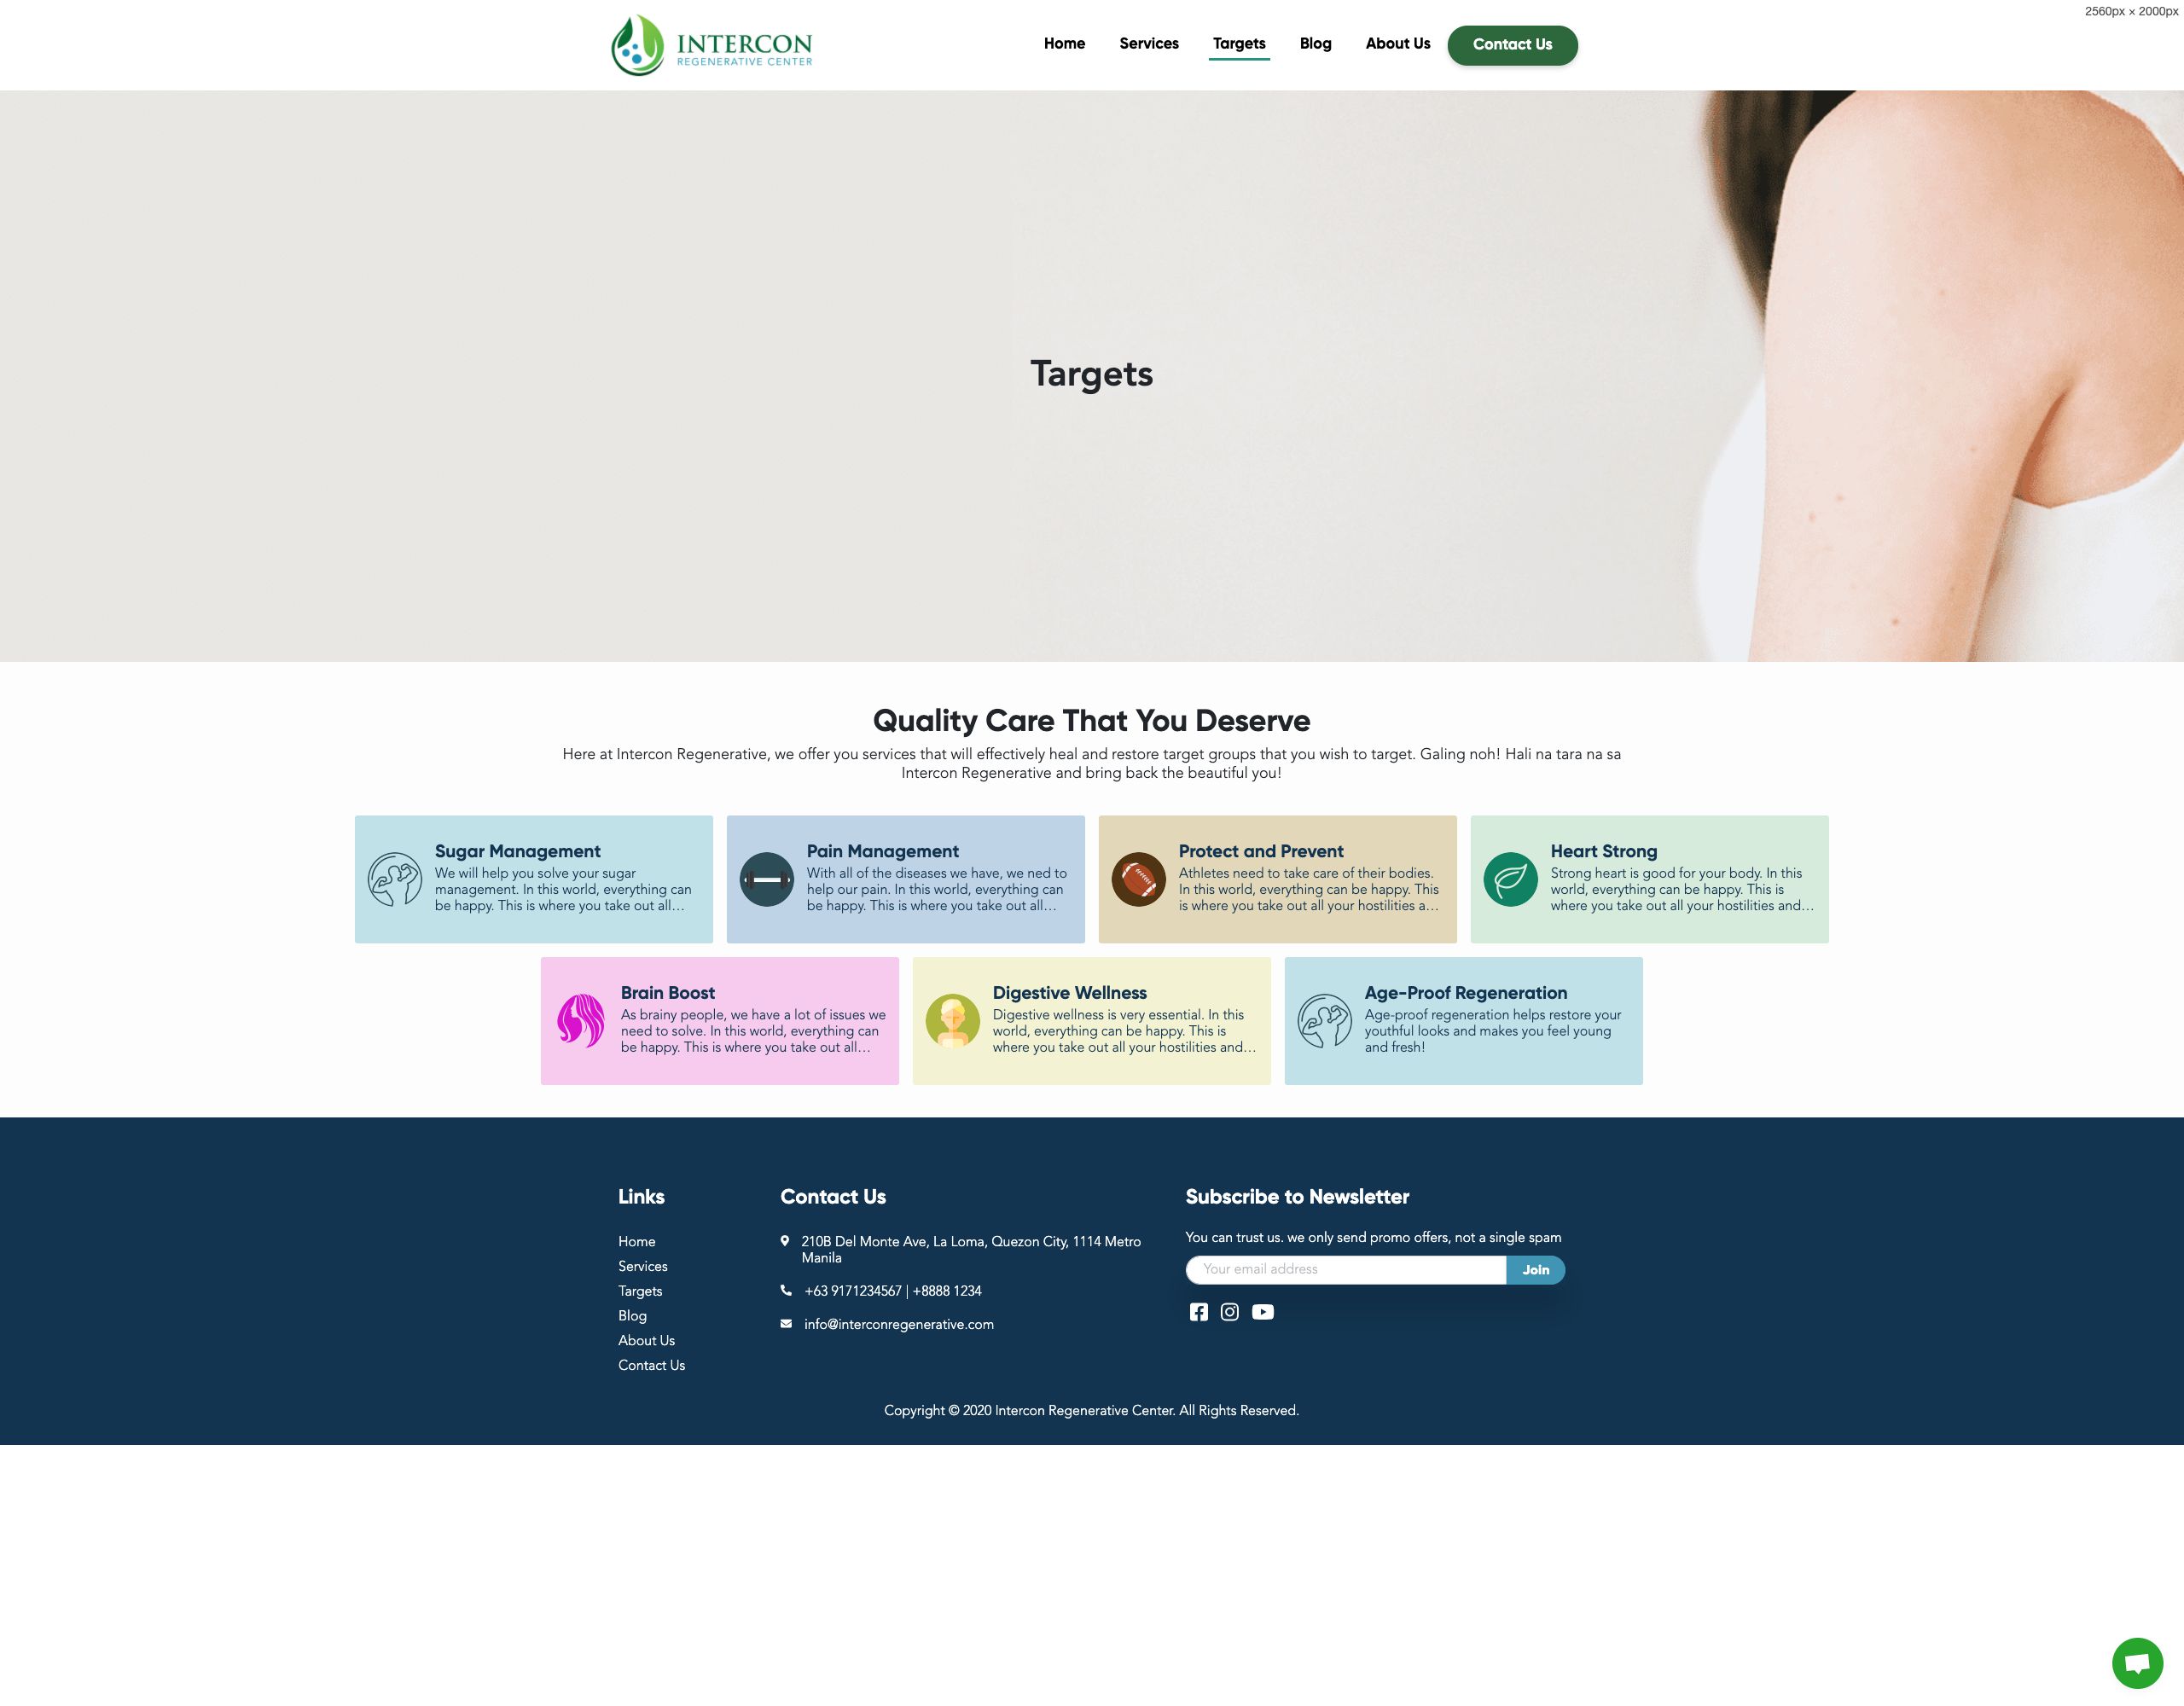 2560px × 2000px
INTERCON
REGENERATIVE CENTER
Home
Services
Targets
Blog
About Us
Contact Us
Targets
Quality Care That You Deserve
Here at Intercon Regenerative, we offer you services that will effectively heal and restore target groups that you wish to target. Galing noh! Hali na tara na sa
Intercon Regenerative and bring back the beautiful you!
Sugar Management
We will help you solve your sugar
management. In this world, everything can
be happy. This is where you take out all...
Pain Management
With all of the diseases we have, we ned to
help our pain. In this world, everything can
be happy. This is where you take out all...
Protect and Prevent
Athletes need to take care of their bodies.
In this world, everything can be happy. This
is where you take out all your hostilities a...
Heart Strong
Strong heart is good for your body. In this
world, everything can be happy. This is
where you take out all your hostilities and...
Brain Boost
As brainy people, we have a lot of issues we
need to solve. In this world, everything can
be happy. This is where you take out all...
Digestive Wellness
Digestive wellness is very essential. In this
world, everything can be happy. This is
where you take out all your hostilities and...
Age-Proof Regeneration
Age-proof regeneration helps restore your
youthful looks and makes you feel young
and fresh!
Links
Home
Services
Targets
Blog
About Us
Contact Us
Contact Us
210B Del Monte Ave, La Loma, Quezon City, 1114 Metro
Manila
+63 9171234567 | +8888 1234
info@interconregenerative.com
Subscribe to Newsletter
You can trust us. we only send promo offers, not a single spam
Your email address
Join
Copyright © 2020 Intercon Regenerative Center. All Rights Reserved.